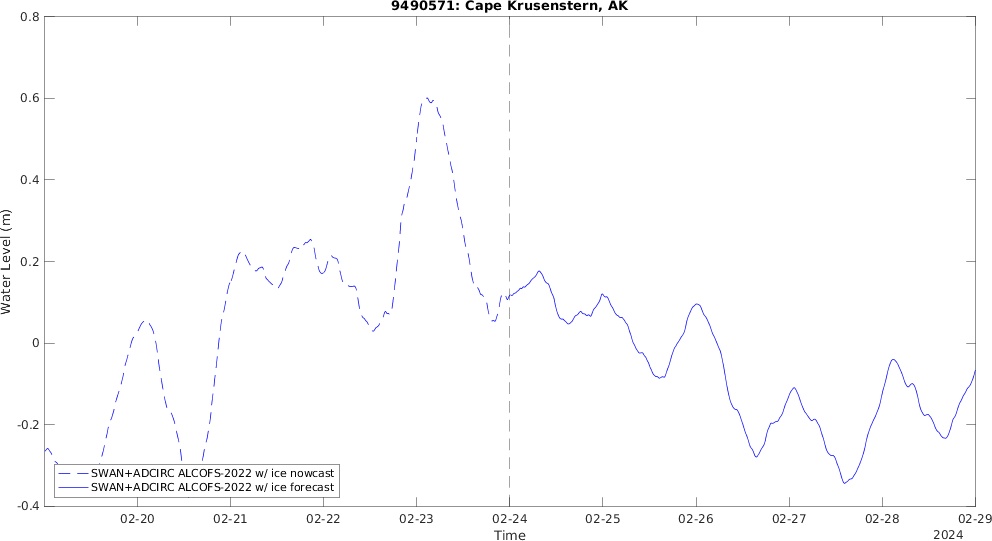 9490571: Cape Krusenstern, AK
0.8
0.6
0.4
0.2
0
-0.2
-0.4
Water Level (m)
SWAN+ADCIRC ALCOFS-2022 w/ ice nowcast
SWAN+ADCIRC ALCOFS-2022 w/ ice forecast
02-20 02-21 02-22 02-23 02-24 02-25 02-26 02-27 02-28 02-29
Time
2024